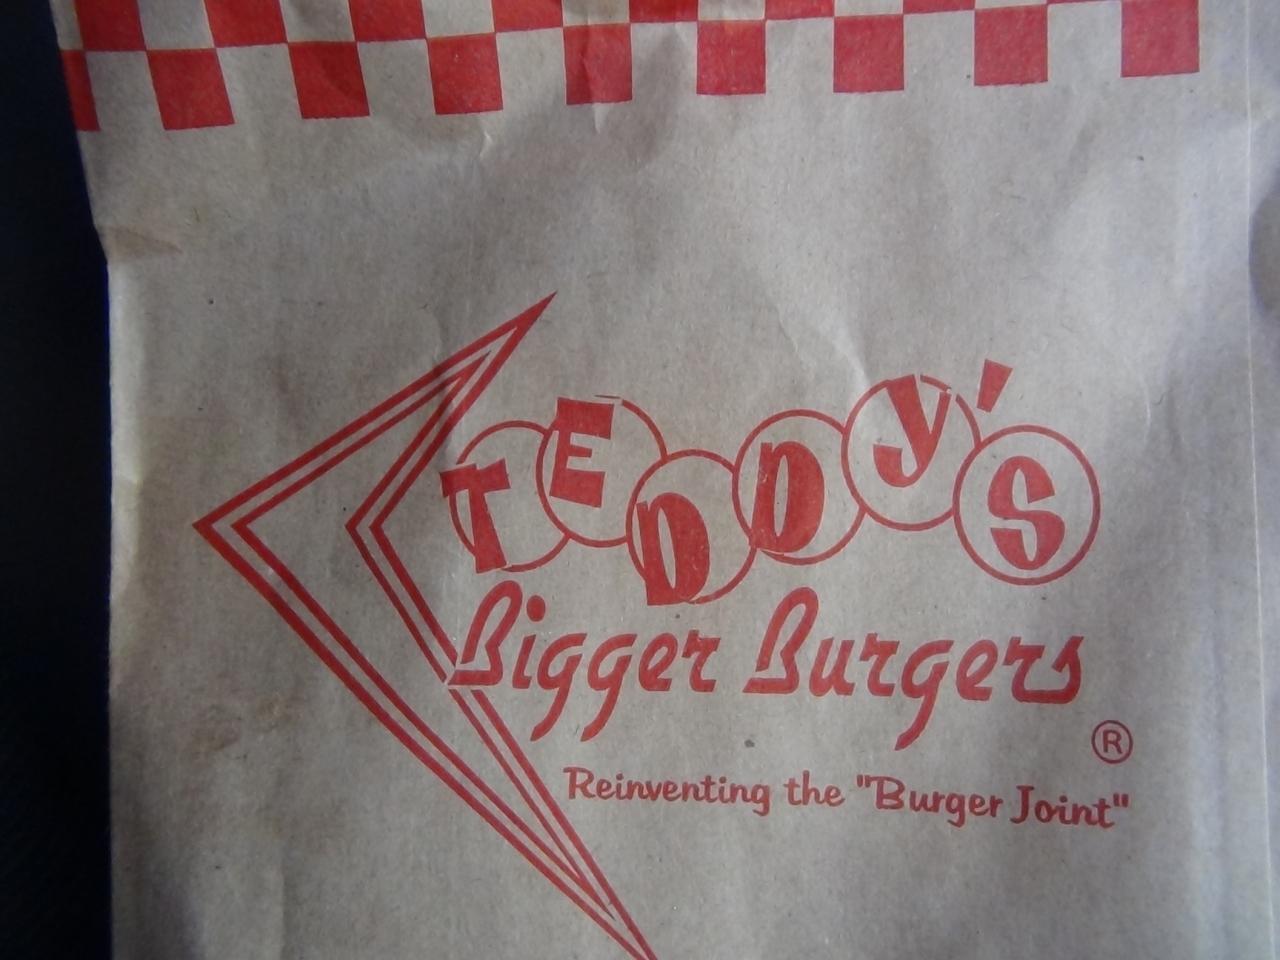 TEDDY'S
Bigger Burgers
®
Reinventing the "Burger Joint"